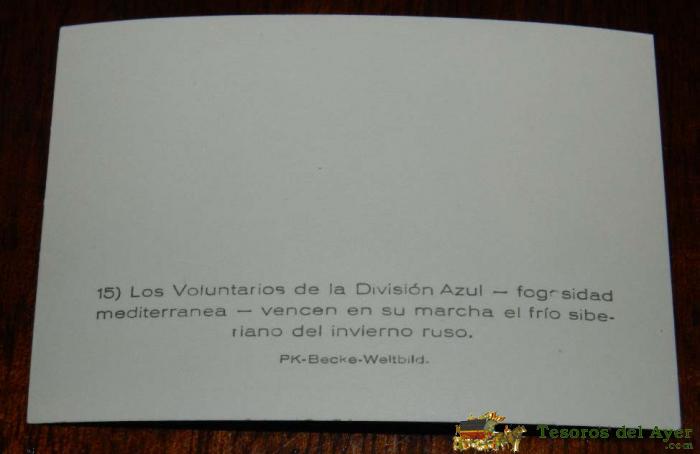 15) Los Voluntarios de la División Azul — fogosidad
mediterranea — vencen en su marcha el frío sibe-
riano del invierno ruso.
PK-Becke-Weltbild.
Tesoros del Ayer
.com